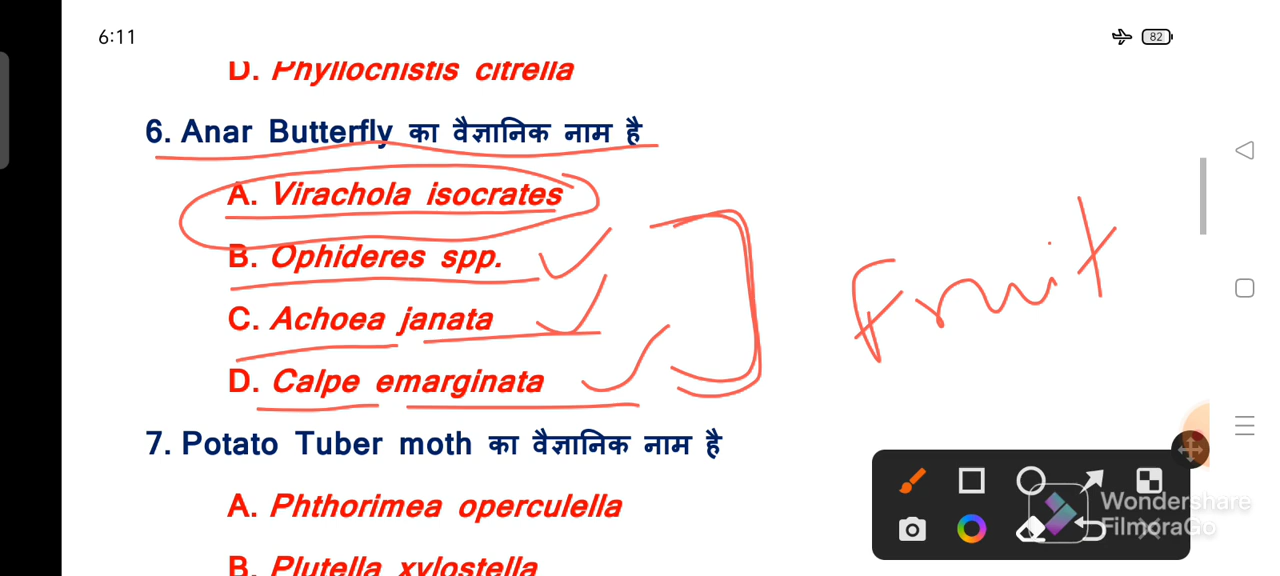 6:11
82
D. Phyllocnistis citrella
6. Anar Butterfly का वैज्ञानिक नाम है
A. Virachola isocrates
B. Ophideres spp.
C. Achoea janata
D. Calpe emarginata
Fruit
7. Potato Tuber moth का वैज्ञानिक नाम है
A. Phthorimea operculella
B. Plutella xylostella
Wondershare
FilmoraGo